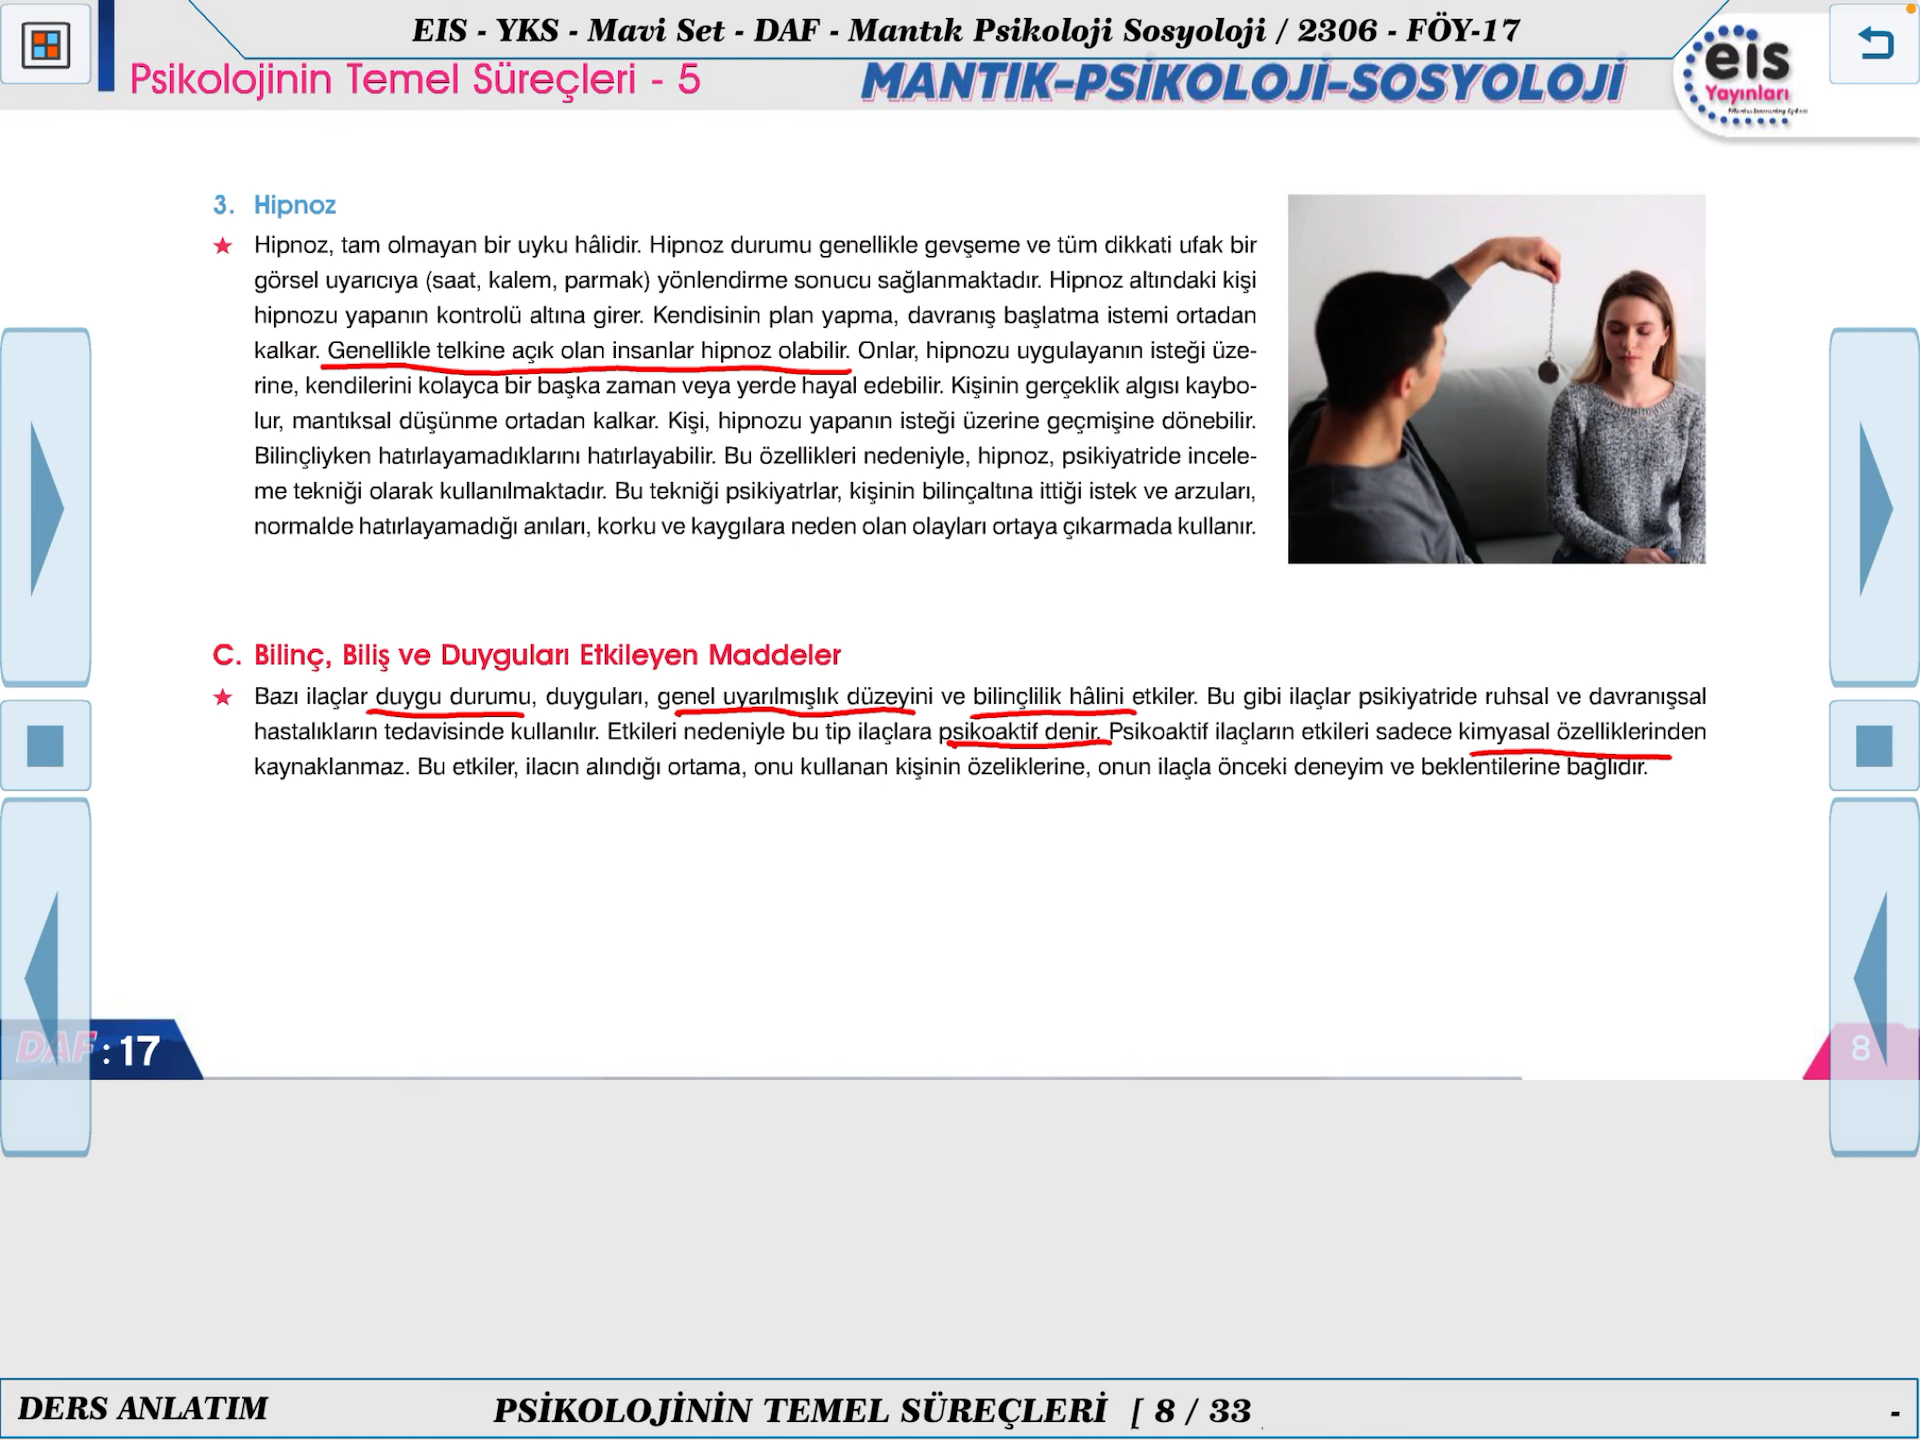 EIS - YKS - Mavi Set - DAF - Mantık Psikoloji Sosyoloji / 2306 - FÖY-17
Psikolojinin Temel Süreçleri - 5
MANTIK-PSİKOLOJİ-SOSYOLOJİ
eis
Yayınları
3. Hipnoz
★ Hipnoz, tam olmayan bir uyku hâlidir. Hipnoz durumu genellikle gevşeme ve tüm dikkati ufak bir
görsel uyarıcıya (saat, kalem, parmak) yönlendirme sonucu sağlanmaktadır. Hipnoz altındaki kişi
hipnozu yapanın kontrolü altına girer. Kendisinin plan yapma, davranış başlatma istemi ortadan
kalkar. Genellikle telkine açık olan insanlar hipnoz olabilir. Onlar, hipnozu uygulayanın isteği üze-
rine, kendilerini kolayca bir başka zaman veya yerde hayal edebilir. Kişinin gerçeklik algısı kaybo-
lur, mantıksal düşünme ortadan kalkar. Kişi, hipnozu yapanın isteği üzerine geçmişine dönebilir.
Bilinçliyken hatırlayamadıklarını hatırlayabilir. Bu özellikleri nedeniyle, hipnoz, psikiyatride incele-
me tekniği olarak kullanılmaktadır. Bu tekniği psikiyatrlar, kişinin bilinçaltına ittiği istek ve arzuları,
normalde hatırlayamadığı anıları, korku ve kaygılara neden olan olayları ortaya çıkarmada kullanır.
C. Bilinç, Biliş ve Duyguları Etkileyen Maddeler
★ Bazı ilaçlar duygu durumu, duyguları, genel uyarılmışlık düzeyini ve bilinçlilik hâlini etkiler. Bu gibi ilaçlar psikiyatride ruhsal ve davranışsal
hastalıkların tedavisinde kullanılır. Etkileri nedeniyle bu tip ilaçlara psikoaktif denir. Psikoaktif ilaçların etkileri sadece kimyasal özelliklerinden
kaynaklanmaz. Bu etkiler, ilacın alındığı ortama, onu kullanan kişinin özeliklerine, onun ilaçla önceki deneyim ve beklentilerine bağlıdır.
DAF : 17
8
DERS ANLATIM
PSİKOLOJİNİN TEMEL SÜREÇLERİ [ 8 / 33
-